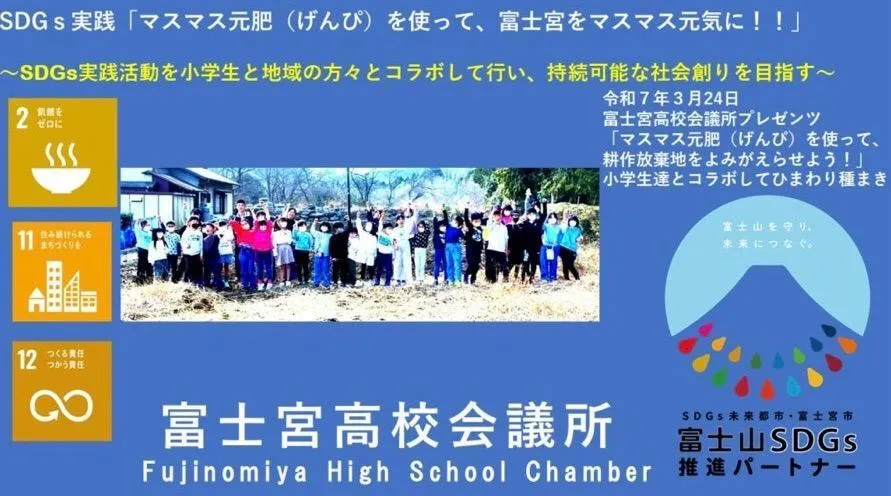 SDGｓ実践「マスマス元肥（げんぴ）を使って、富士宮をマスマス元気に！！」
～SDGs実践活動を小学生と地域の方々とコラボして行い、持続可能な社会創りを目指す～
令和７年３月24日
富士宮高校会議所プレゼンツ
「マスマス元肥（げんぴ）を使って、
耕作放棄地をよみがえらせよう！」
小学生達とコラボしてひまわり種まき
2 飢餓を
ゼロに
11 住み続けられる
まちづくりを
12 つくる責任
つかう責任
富士山を守り、
未来につなぐ。
SDGs未来都市・富士宮市
富士山SDGs
推進パートナー
富士宮高校会議所
Fujinomiya High School Chamber